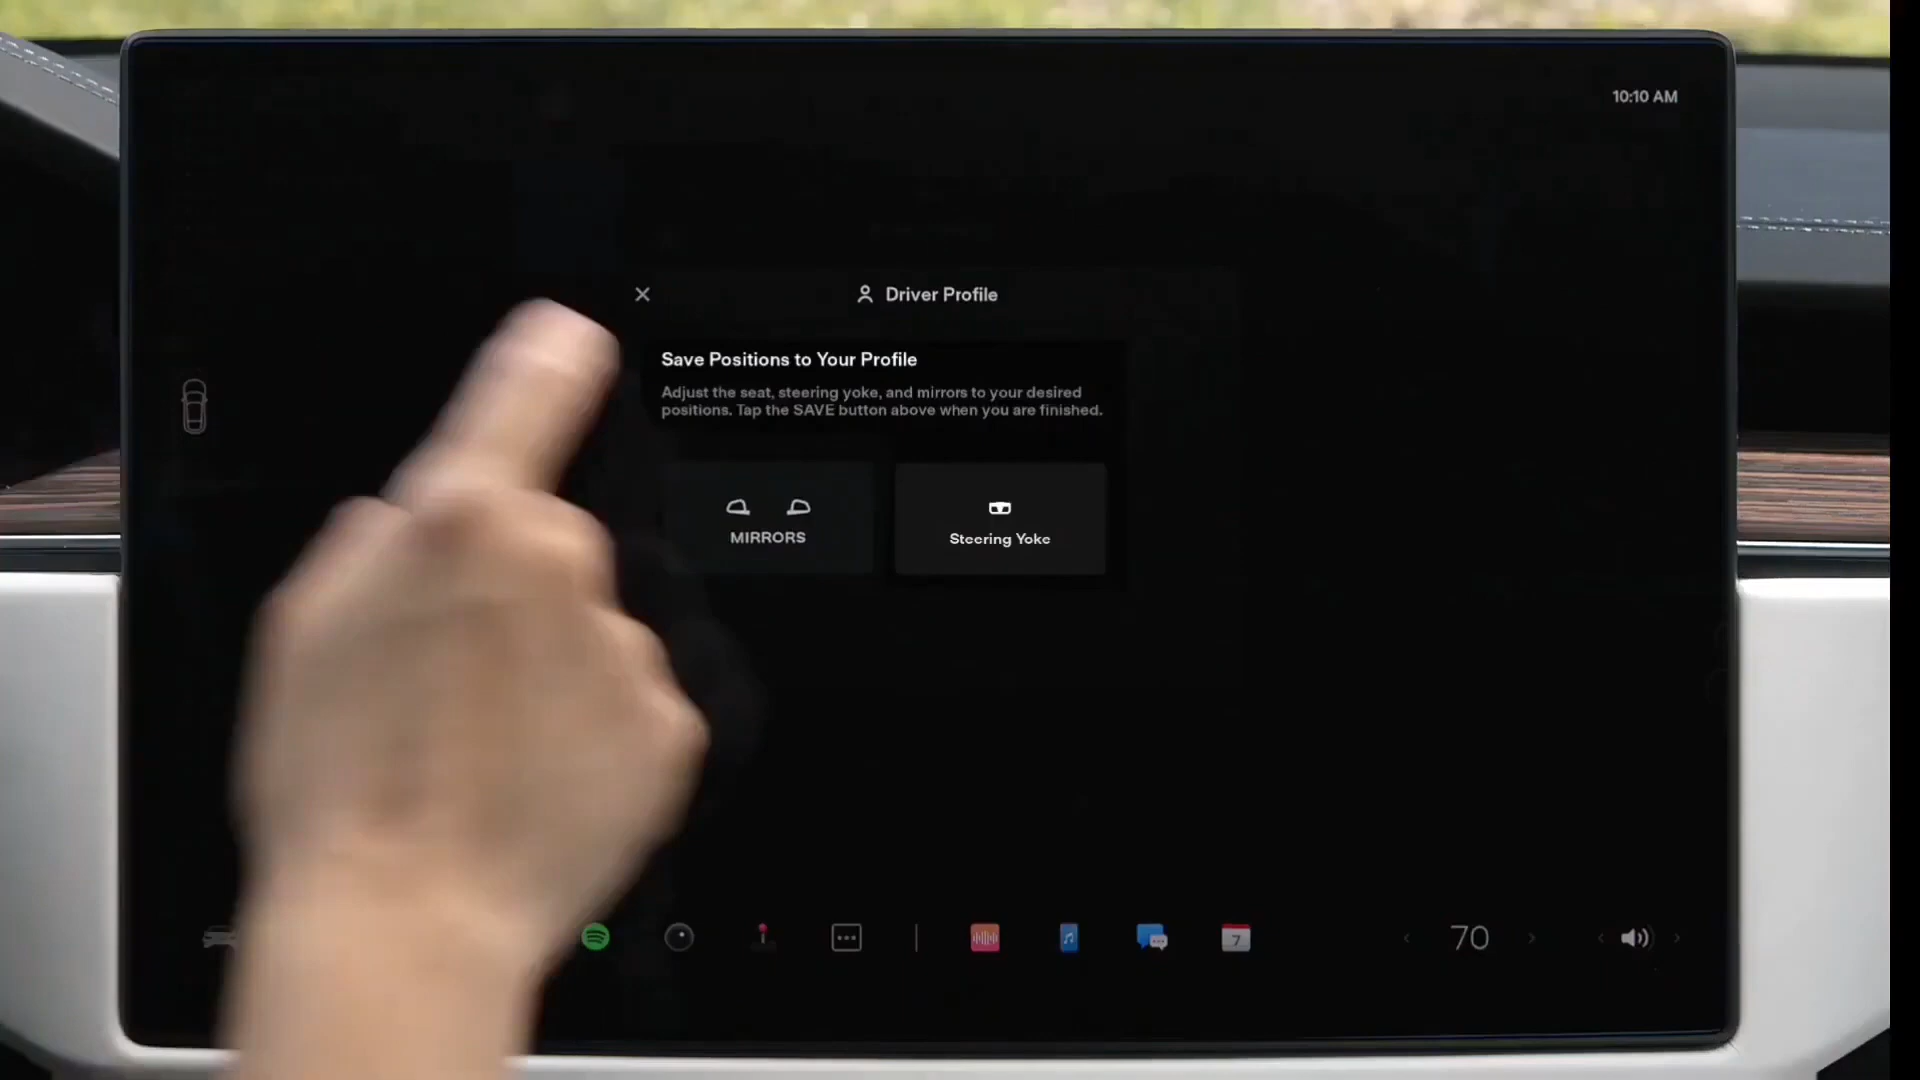 10:10 AM
Driver Profile
Save Positions to Your Profile
Adjust the seat, steering yoke, and mirrors to your desired
positions. Tap the SAVE button above when you are finished.
MIRRORS
Steering Yoke
7
70